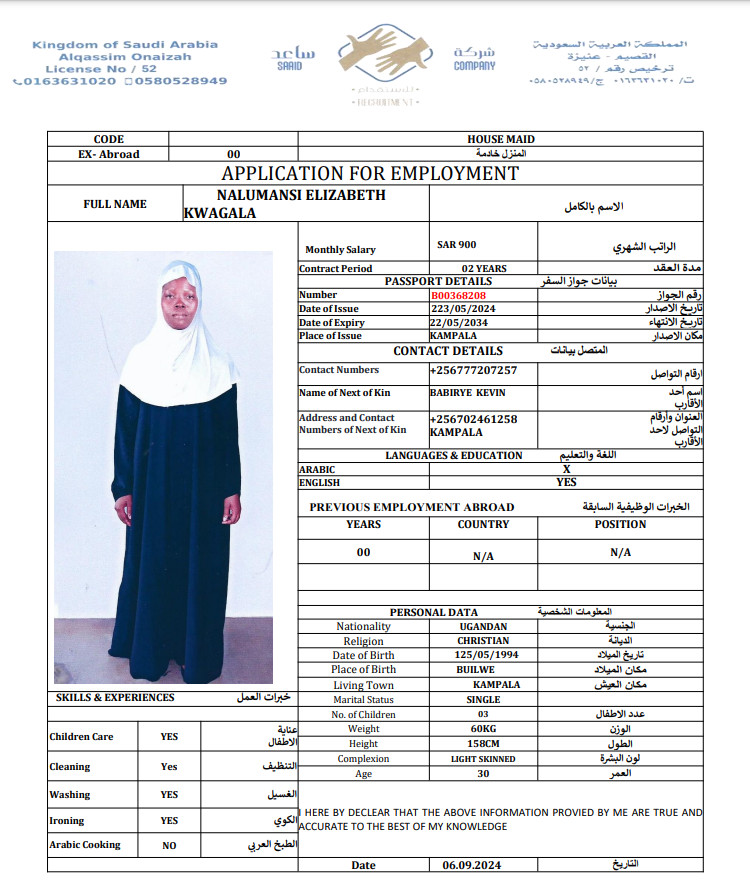 Kingdom of Saudi Arabia
Alqassim Onaizah
License No / 52
0163631020 0580528949
ساعد
SAAID
شركة
COMPANY
للاستقدام
• RECRUITMENT •
المملكة العربية السعودية
القصيم - عنيزة
ترخيص رقم / ٥٢
ت/ ٠١٦٣٦٣١٠٢٠ ج/ ٠٥٨٠٥٢٨٩٤٩
CODE HOUSE MAID
EX- Abroad 00 المنزل خادمة
APPLICATION FOR EMPLOYMENT
FULL NAME NALUMANSI ELIZABETH الاسم بالكامل
KWAGALA
Monthly Salary SAR 900 الراتب الشهري
Contract Period 02 YEARS مدة العقد
PASSPORT DETAILS بيانات جواز السفر
Number B00368208 رقم الجواز
Date of Issue 223/05/2024 تاريخ الاصدار
Date of Expiry 22/05/2034 تاريخ الانتهاء
Place of Issue KAMPALA مكان الاصدار
CONTACT DETAILS المتصل بيانات
Contact Numbers +256777207257 ارقام التواصل
Name of Next of Kin BABIRYE KEVIN اسم أحد
الأقارب
Address and Contact +256702461258 العنوان وأرقام
Numbers of Next of Kin KAMPALA التواصل لاحد
الأقارب
LANGUAGES & EDUCATION اللغة والتعليم
ARABIC X
ENGLISH YES
PREVIOUS EMPLOYMENT ABROAD الخبرات الوظيفية السابقة
YEARS COUNTRY POSITION
00 N/A N/A
PERSONAL DATA المعلومات الشخصية
Nationality UGANDAN الجنسية
Religion CHRISTIAN الديانة
Date of Birth 125/05/1994 تاريخ الميلاد
Place of Birth BUILWE مكان الميلاد
Living Town KAMPALA مكان العيش
Marital Status SINGLE
No. of Children 03 عدد الاطفال
Weight 60KG الوزن
Height 158CM الطول
Complexion LIGHT SKINNED لون البشرة
Age 30 العمر
SKILLS & EXPERIENCES خبرات العمل
Children Care YES عناية
الاطفال
Cleaning Yes التنظيف
Washing YES الغسيل
Ironing YES الكوي
Arabic Cooking NO الطبخ العربي
I HERE BY DECLEAR THAT THE ABOVE INFORMATION PROVIED BY ME ARE TRUE AND
ACCURATE TO THE BEST OF MY KNOWLEDGE
Date 06.09.2024 التاريخ